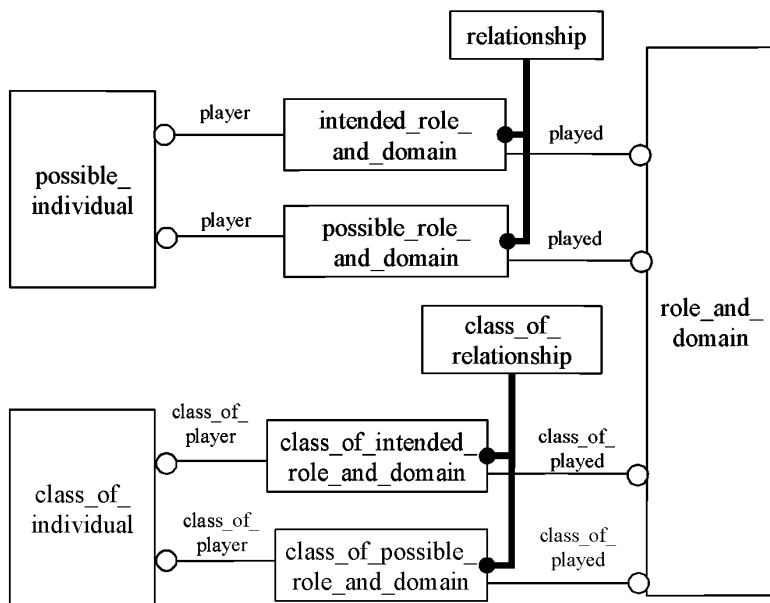 relationship
player
intended_role_
and_domain
played
possible_
individual
player
possible_role_
and_domain
played
role_and_
domain
class_of_
relationship
class_of_
player
class_of_intended_
role_and_domain
class_of_
played
class_of_
individual
class_of_
player
class_of_possible_
role_and_domain
class_of_
played